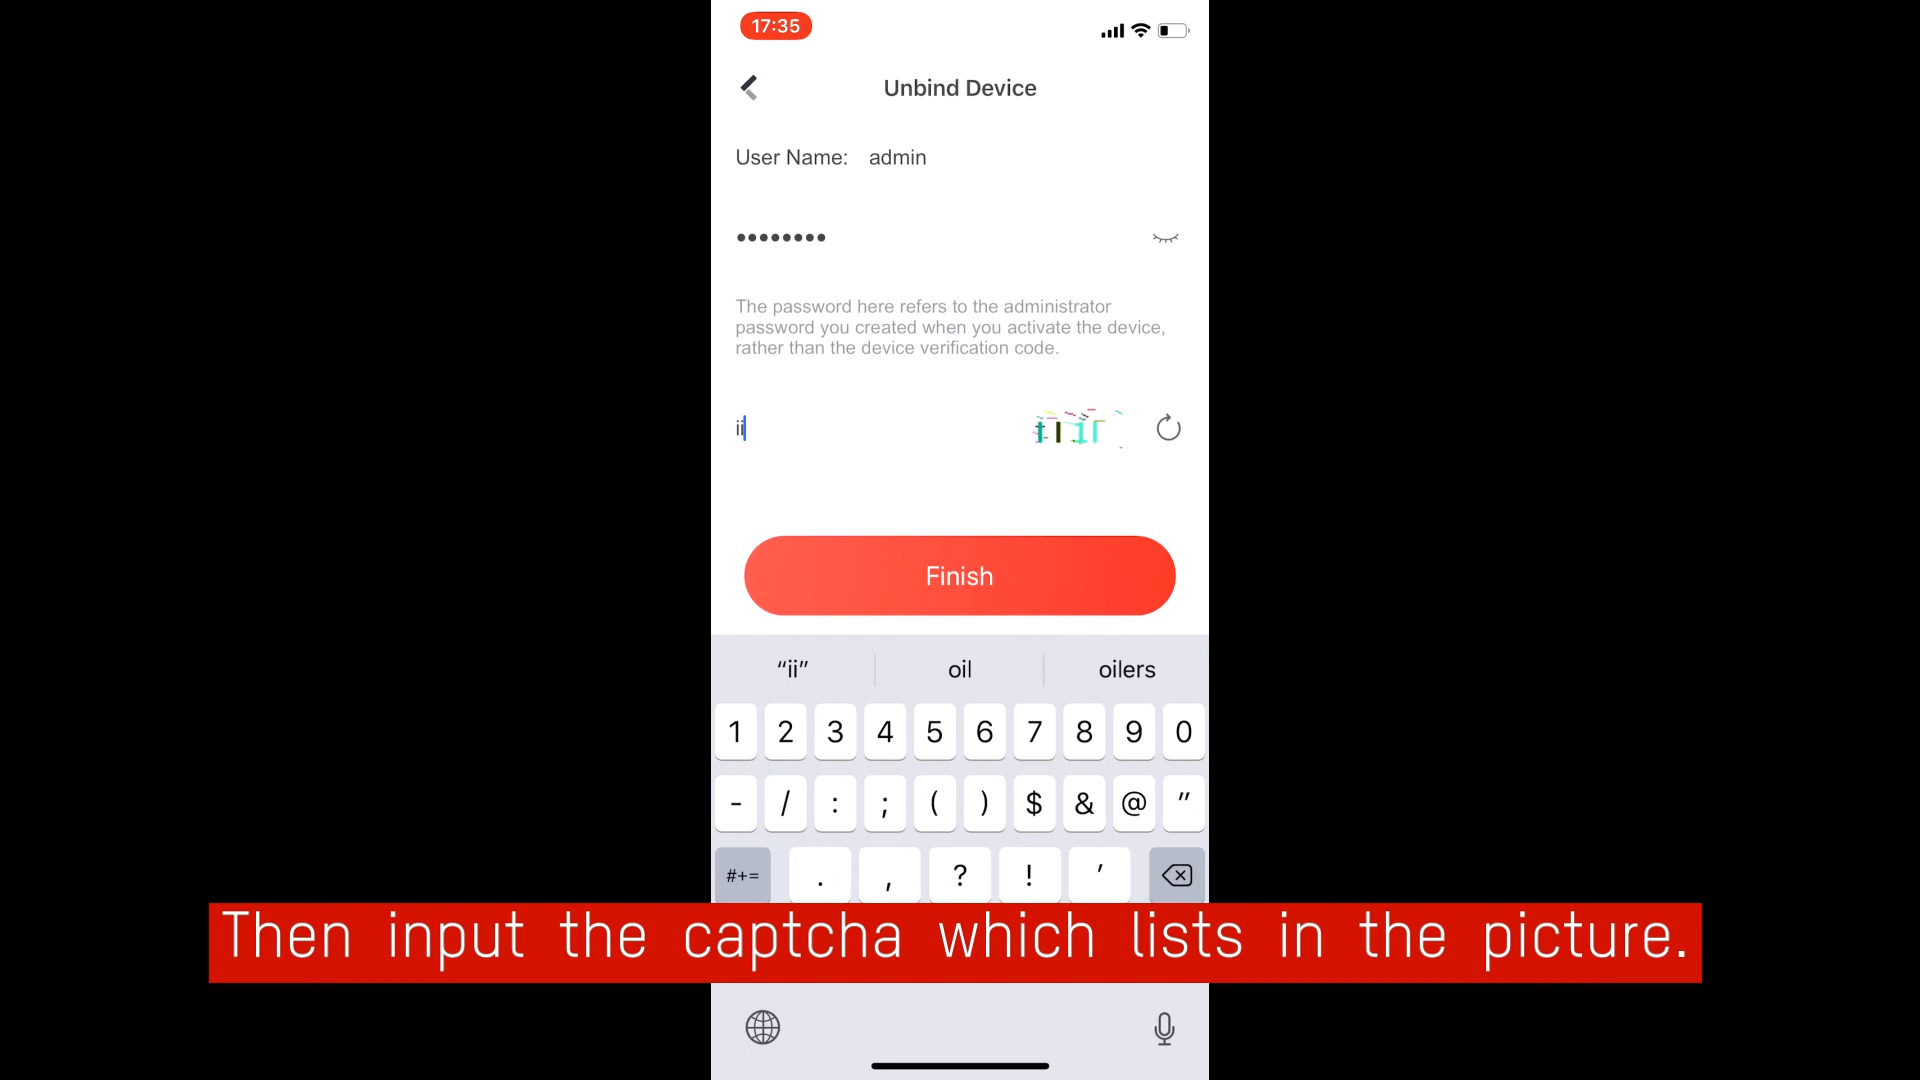 17:35
Unbind Device
User Name: admin
••••••••
The password here refers to the administrator
password you created when you activate the device,
rather than the device verification code.
ii
Finish
“ii” oil oilers
1 2 3 4 5 6 7 8 9 0
- / : ; ( ) $ & @ "
#+= . , ? ! '
Then input the captcha which lists in the picture.